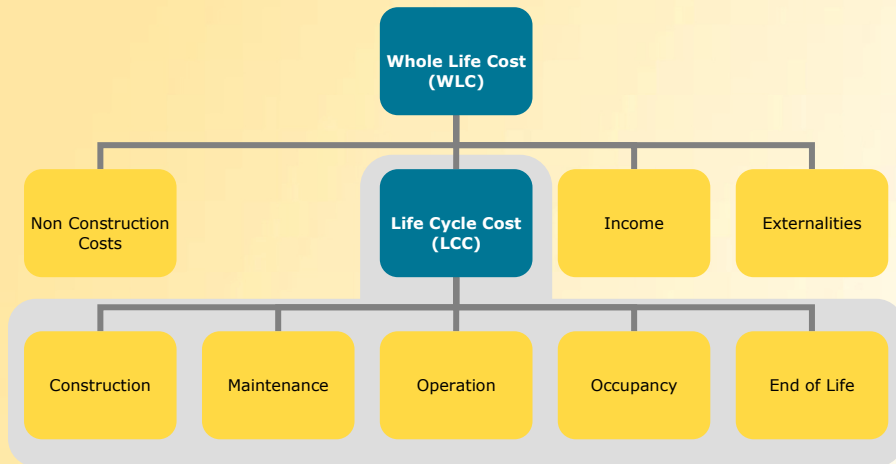 Whole Life Cost
(WLC)
Non Construction
Costs
Life Cycle Cost
(LCC)
Income
Externalities
Construction
Maintenance
Operation
Occupancy
End of Life